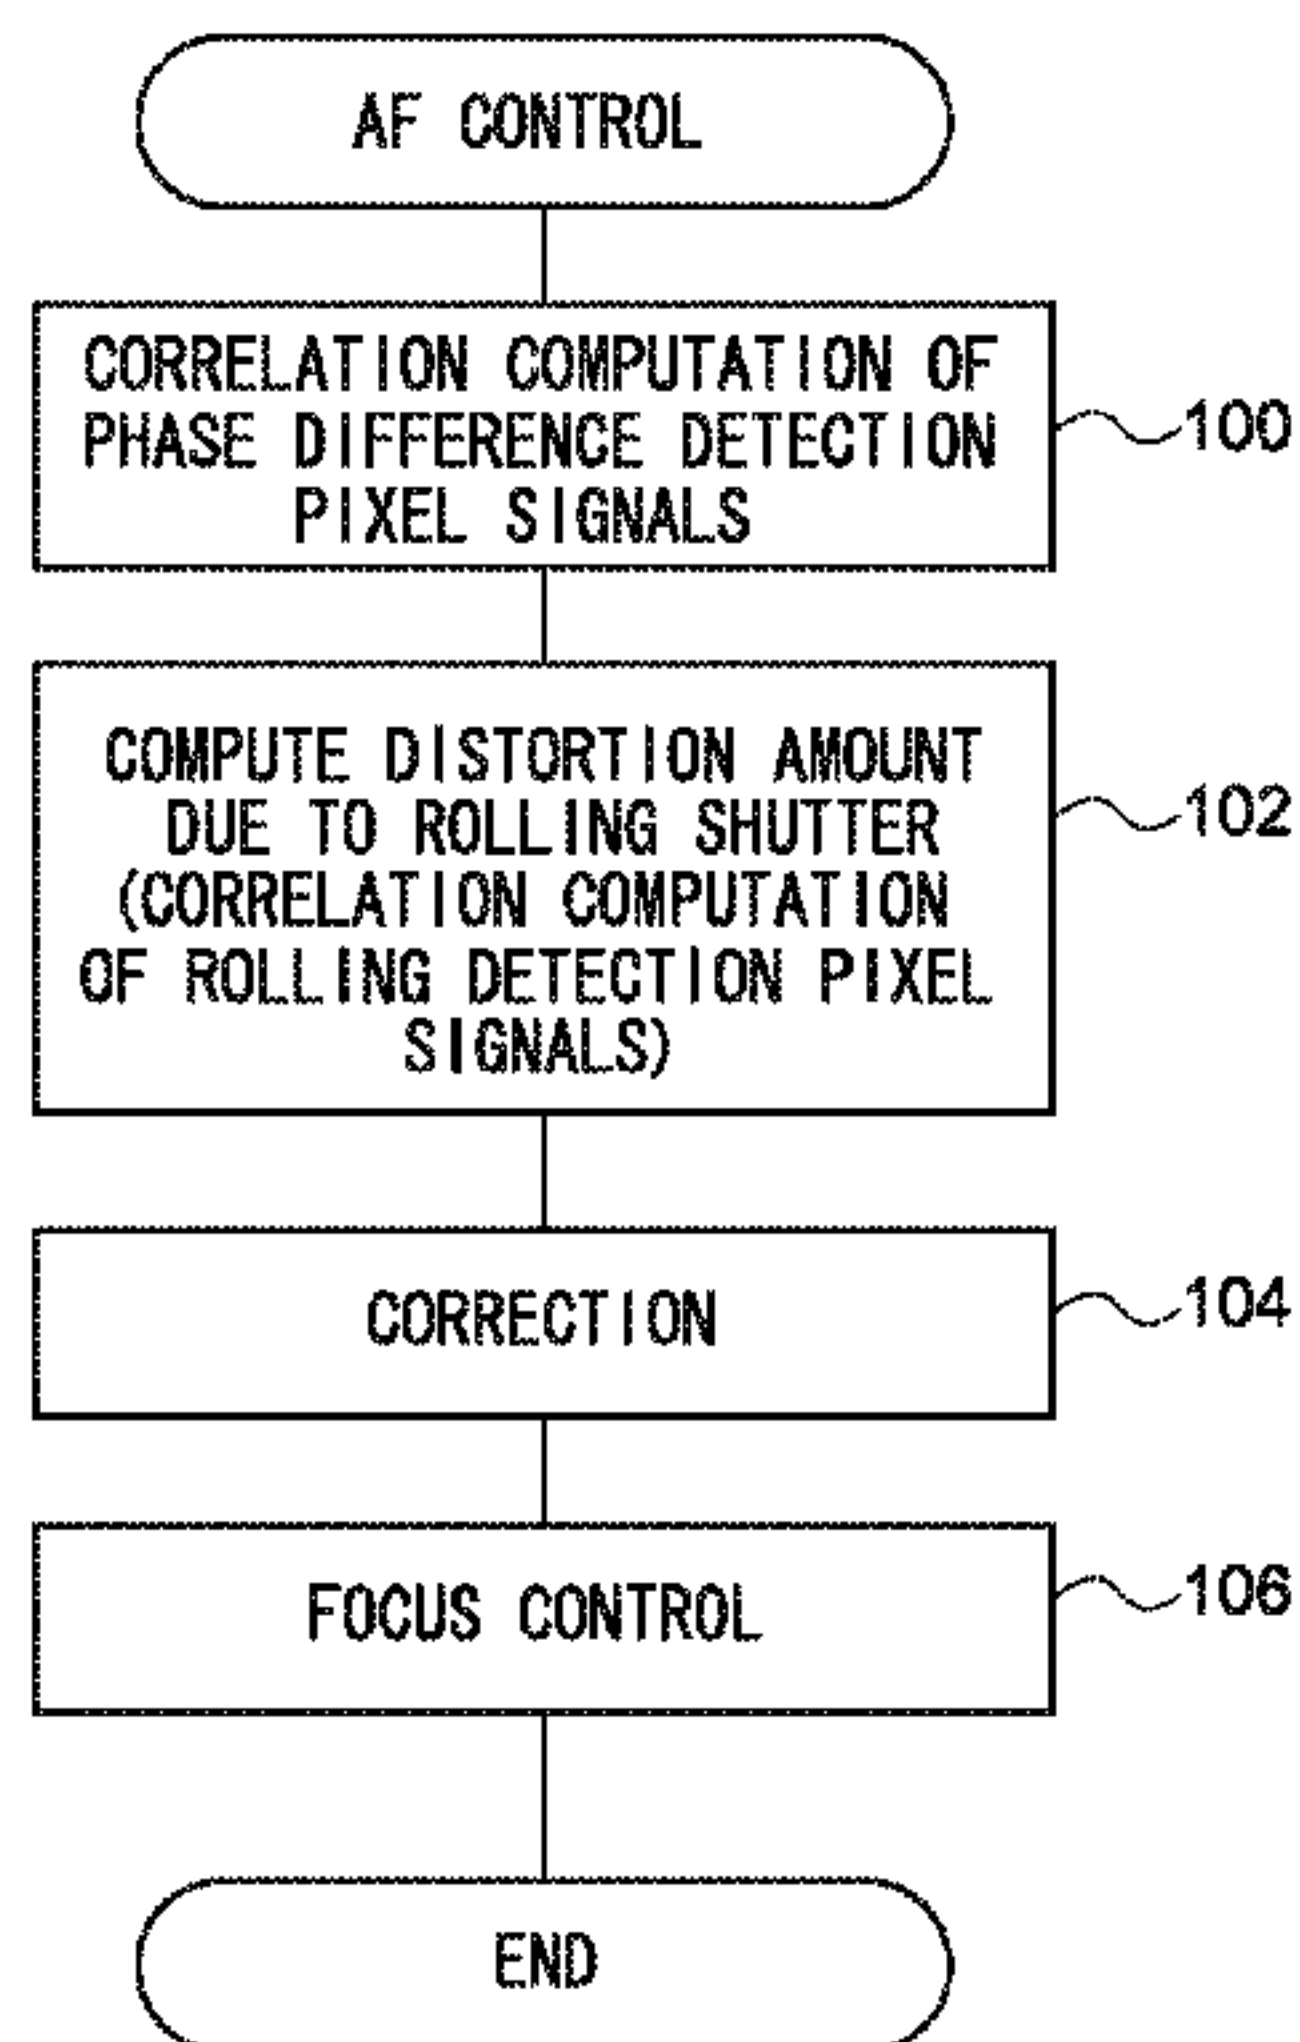 AF CONTROL
CORRELATION COMPUTATION OF
PHASE DIFFERENCE DETECTION
PIXEL SIGNALS
100
COMPUTE DISTORTION AMOUNT
DUE TO ROLLING SHUTTER
(CORRELATION COMPUTATION
OF ROLLING DETECTION PIXEL
SIGNALS)
102
CORRECTION
104
FOCUS CONTROL
106
END